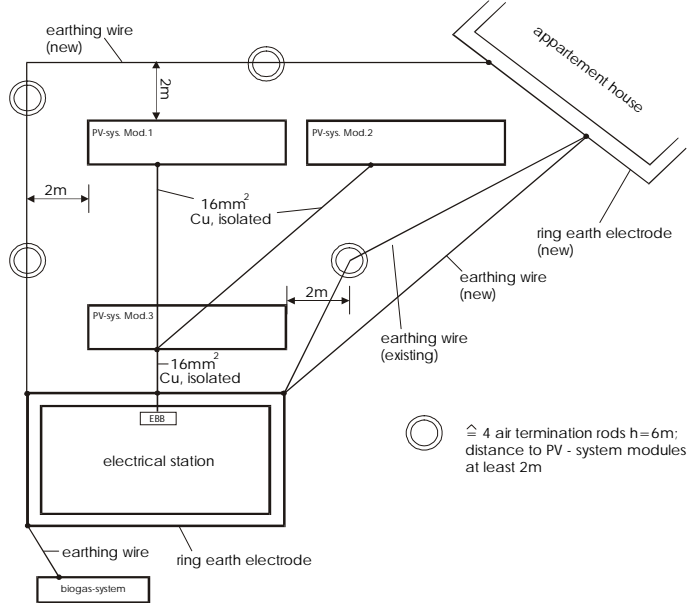 earthing wire
(new)
appartement house
2m
PV-sys. Mod.1
PV-sys. Mod.2
2m
16mm²
Cu, isolated
ring earth electrode
(new)
2m
earthing wire
(new)
PV-sys. Mod.3
earthing wire
(existing)
16mm²
Cu, isolated
EBB
≙ 4 air termination rods h=6m;
distance to PV - system modules
at least 2m
electrical station
earthing wire
ring earth electrode
biogas-system